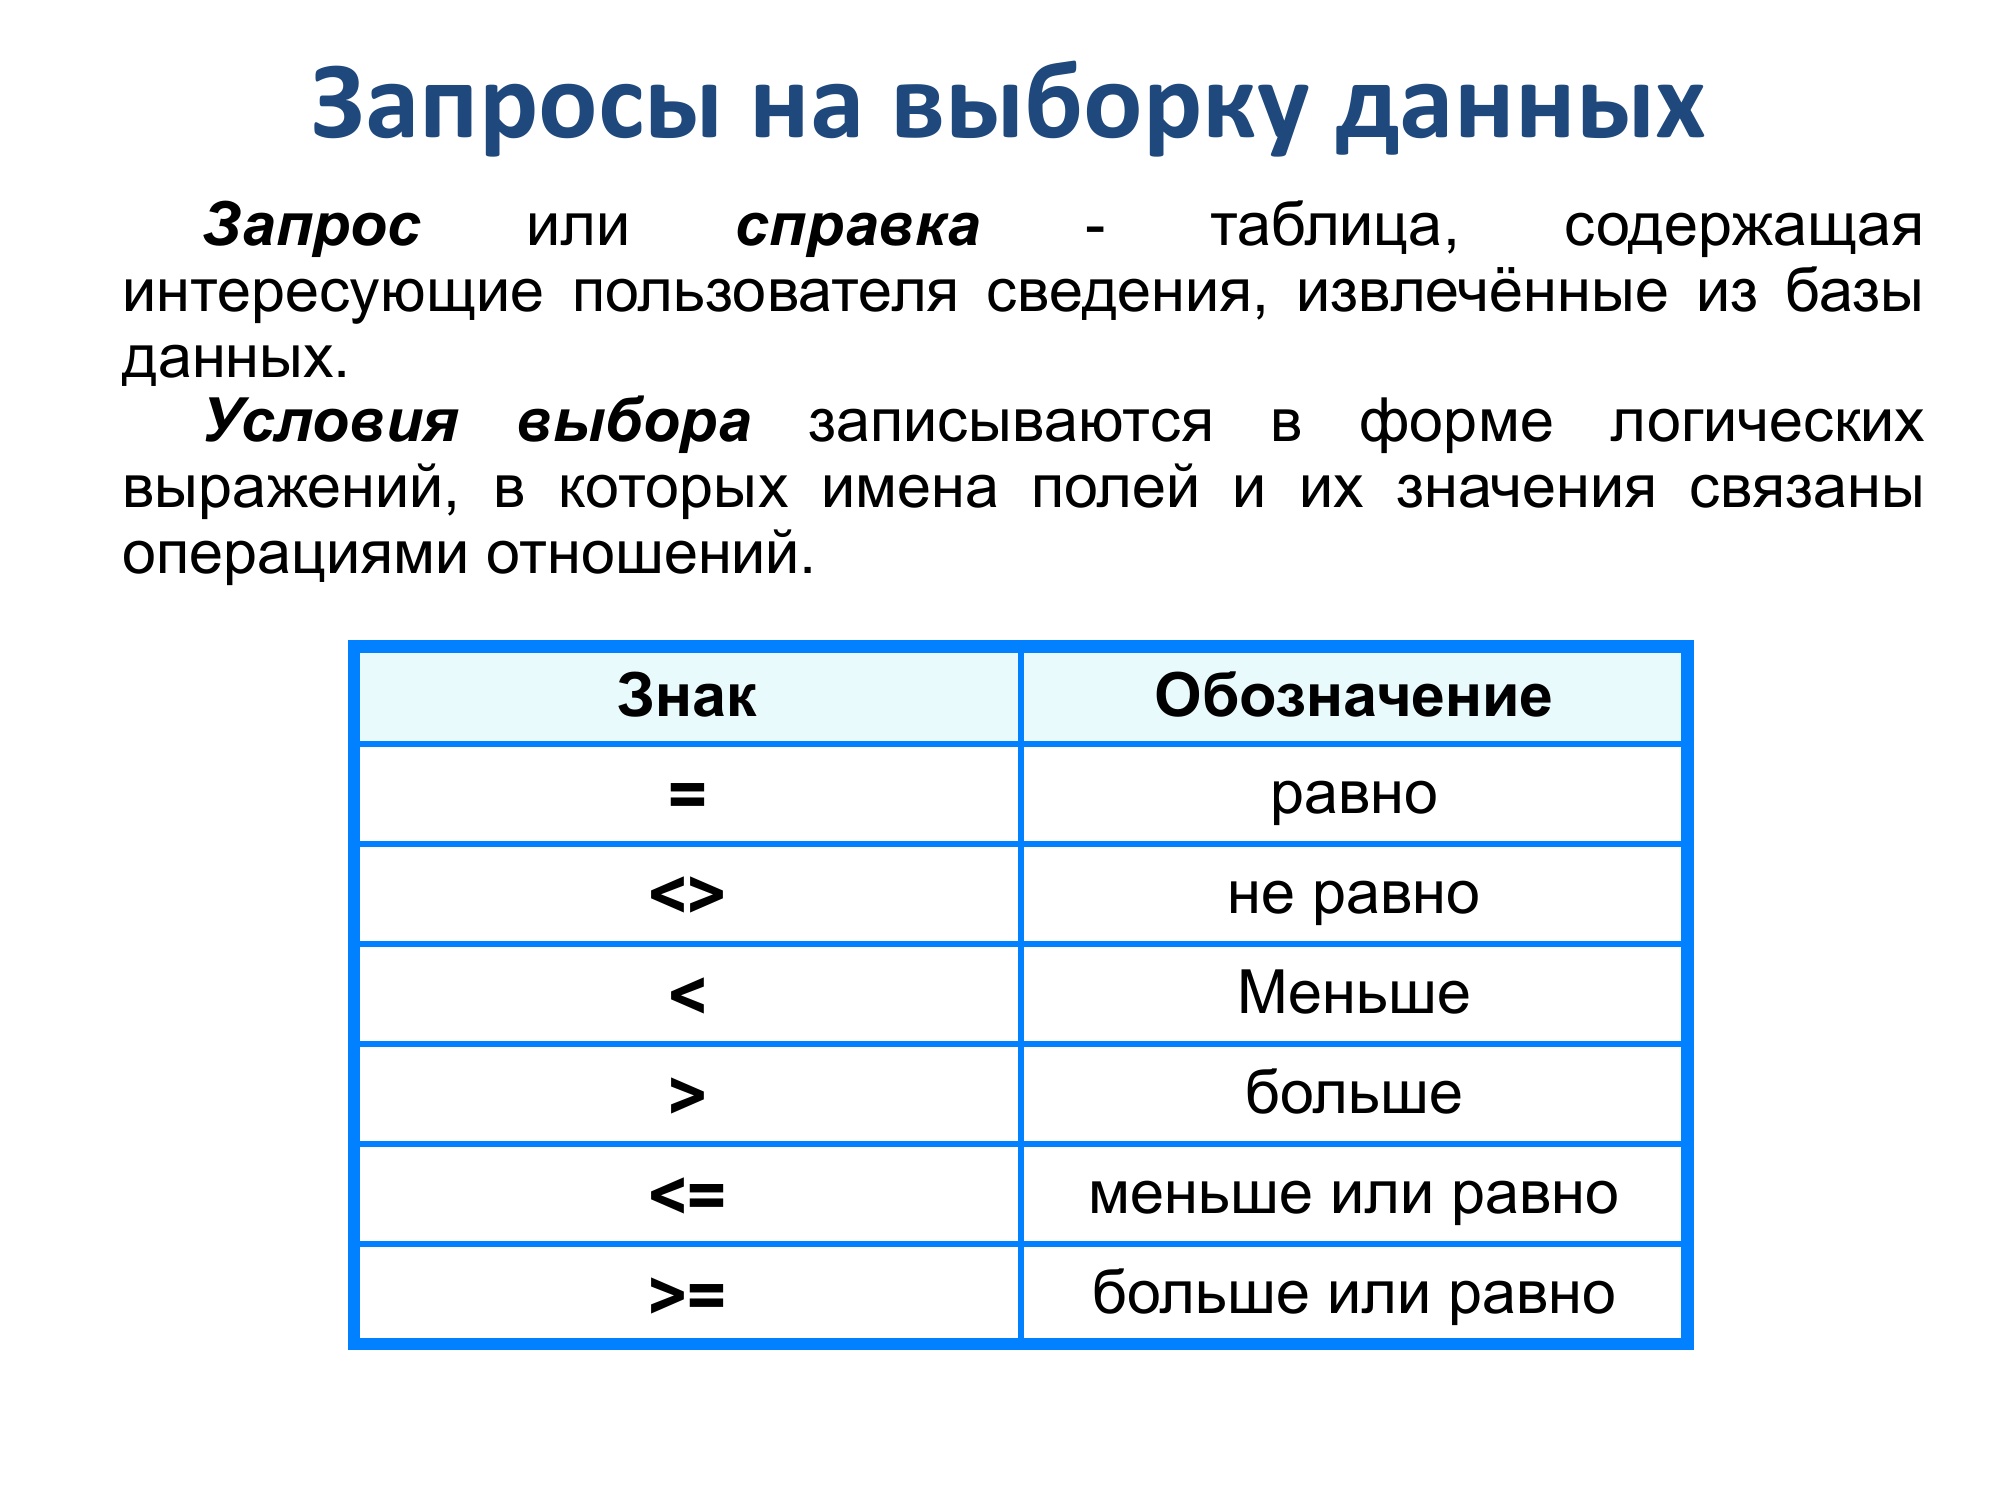 Запросы на выборку данных
Запрос или справка - таблица, содержащая
интересующие пользователя сведения, извлечённые из базы
данных.
Условия выбора записываются в форме логических
выражений, в которых имена полей и их значения связаны
операциями отношений.
Знак Обозначение
= равно
<> не равно
< Меньше
> больше
<= меньше или равно
>= больше или равно